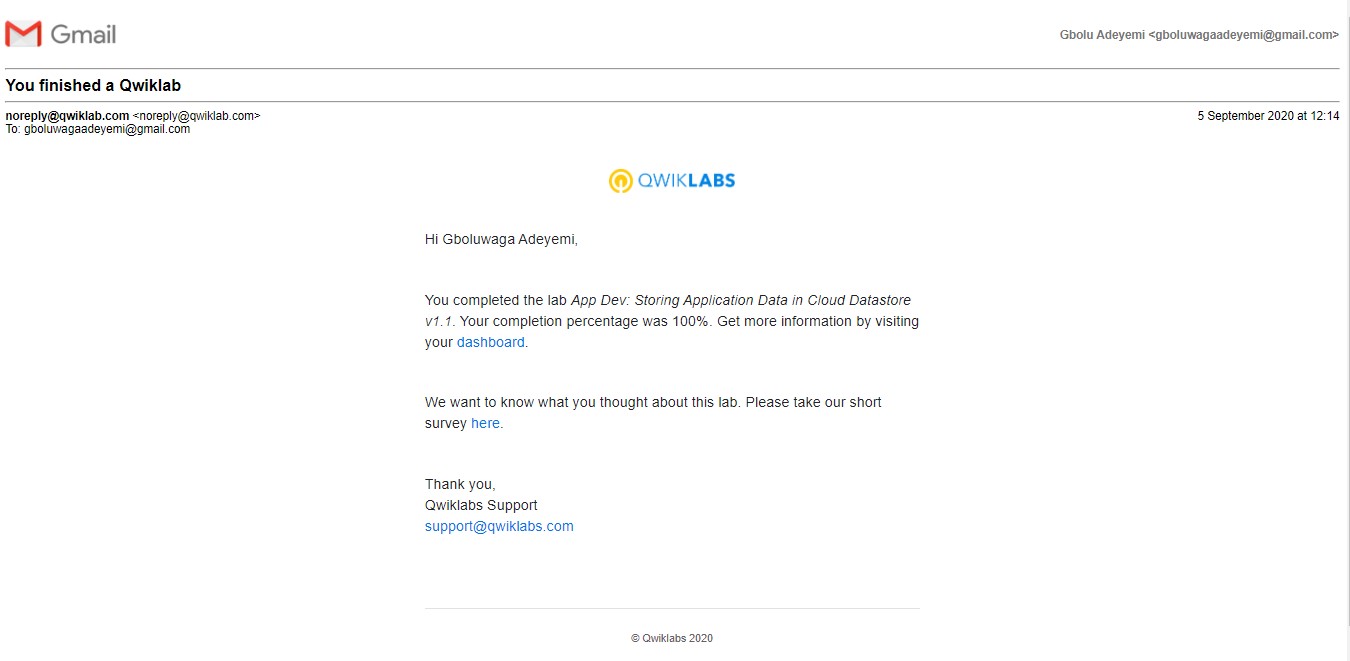 Gmail
Gbolu Adeyemi <gboluwagaadeyemi@gmail.com>
You finished a Qwiklab
noreply@qwiklab.com <noreply@qwiklab.com>
5 September 2020 at 12:14
To: gboluwagaadeyemi@gmail.com
QWIKLABS
Hi Gboluwaga Adeyemi,
You completed the lab App Dev: Storing Application Data in Cloud Datastore
v1.1. Your completion percentage was 100%. Get more information by visiting
your dashboard.
We want to know what you thought about this lab. Please take our short
survey here.
Thank you,
Qwiklabs Support
support@qwiklabs.com
© Qwiklabs 2020